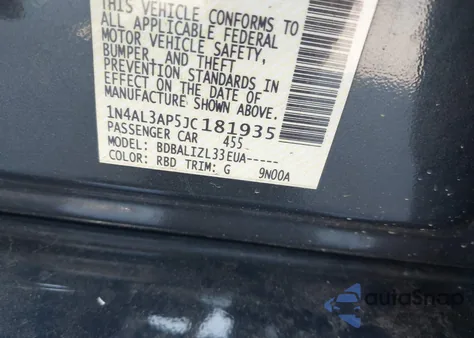 THIS VEHICLE CONFORMS TO
ALL APPLICABLE FEDERAL
MOTOR VEHICLE SAFETY,
BUMPER, AND THEFT
PREVENTION STANDARDS IN
EFFECT ON THE DATE OF
MANUFACTURE SHOWN ABOVE.
1N4AL3AP5JC181935
PASSENGER CAR 455
MODEL: BDBALIZL33EUA-----
COLOR: RBD TRIM: G 9N00A
autoSnap